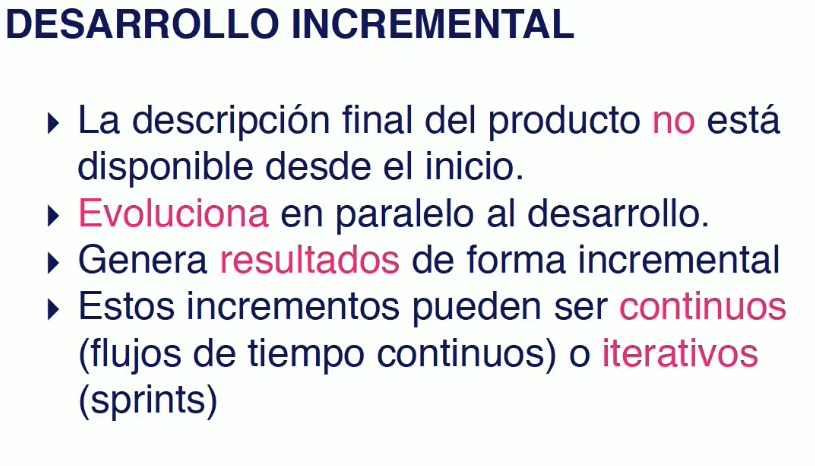 DESARROLLO INCREMENTAL
La descripción final del producto no está
disponible desde el inicio.
Evoluciona en paralelo al desarrollo.
Genera resultados de forma incremental
Estos incrementos pueden ser continuos
(flujos de tiempo continuos) o iterativos
(sprints)